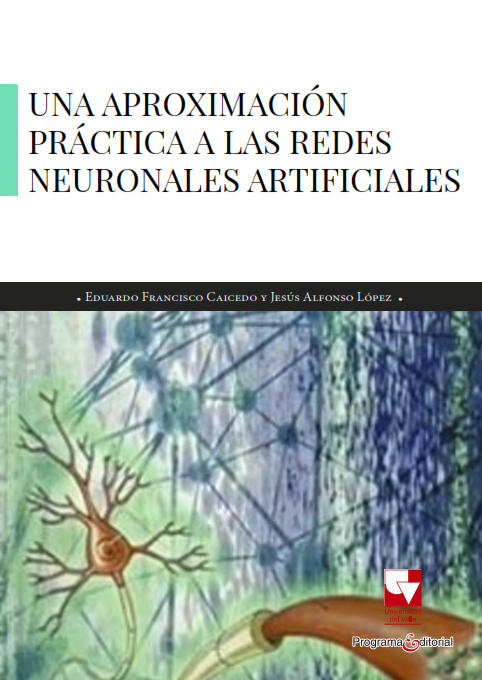 UNA APROXIMACIÓN
PRÁCTICA A LAS REDES
NEURONALES ARTIFICIALES
• Eduardo Francisco Caicedo y Jesús Alfonso López •
Universidad
del Valle
Programa Editorial